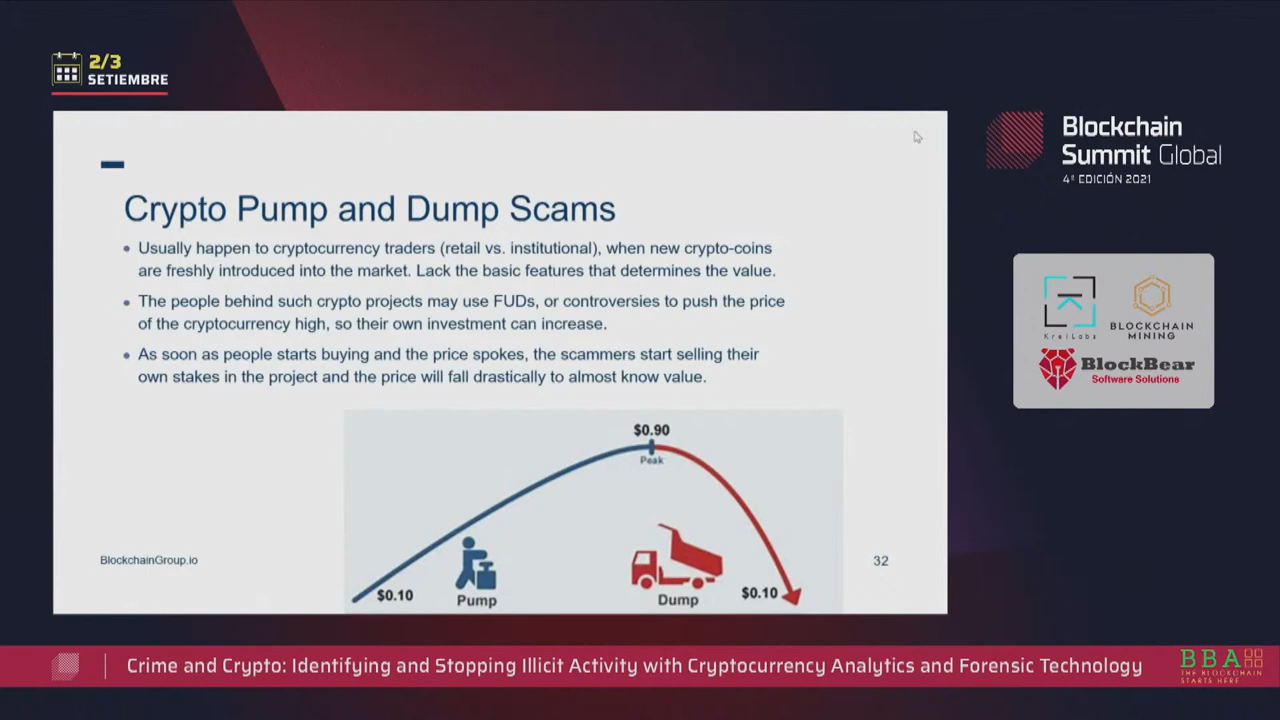 2/3
SETIEMBRE
Blockchain
Summit Global
4ª EDICIÓN 2021
Crypto Pump and Dump Scams
• Usually happen to cryptocurrency traders (retail vs. institutional), when new crypto-coins
are freshly introduced into the market. Lack the basic features that determines the value.
• The people behind such crypto projects may use FUDs, or controversies to push the price
of the cryptocurrency high, so their own investment can increase.
• As soon as people starts buying and the price spokes, the scammers start selling their
own stakes in the project and the price will fall drastically to almost know value.
$0.90
Peak
$0.10
Pump
Dump
$0.10
BlockchainGroup.io
32
KreiLabs
BLOCKCHAIN
MINING
BlockBear
Software Solutions
Crime and Crypto: Identifying and Stopping Illicit Activity with Cryptocurrency Analytics and Forensic Technology
BBA
THE BLOCKCHAIN
STARTS HERE